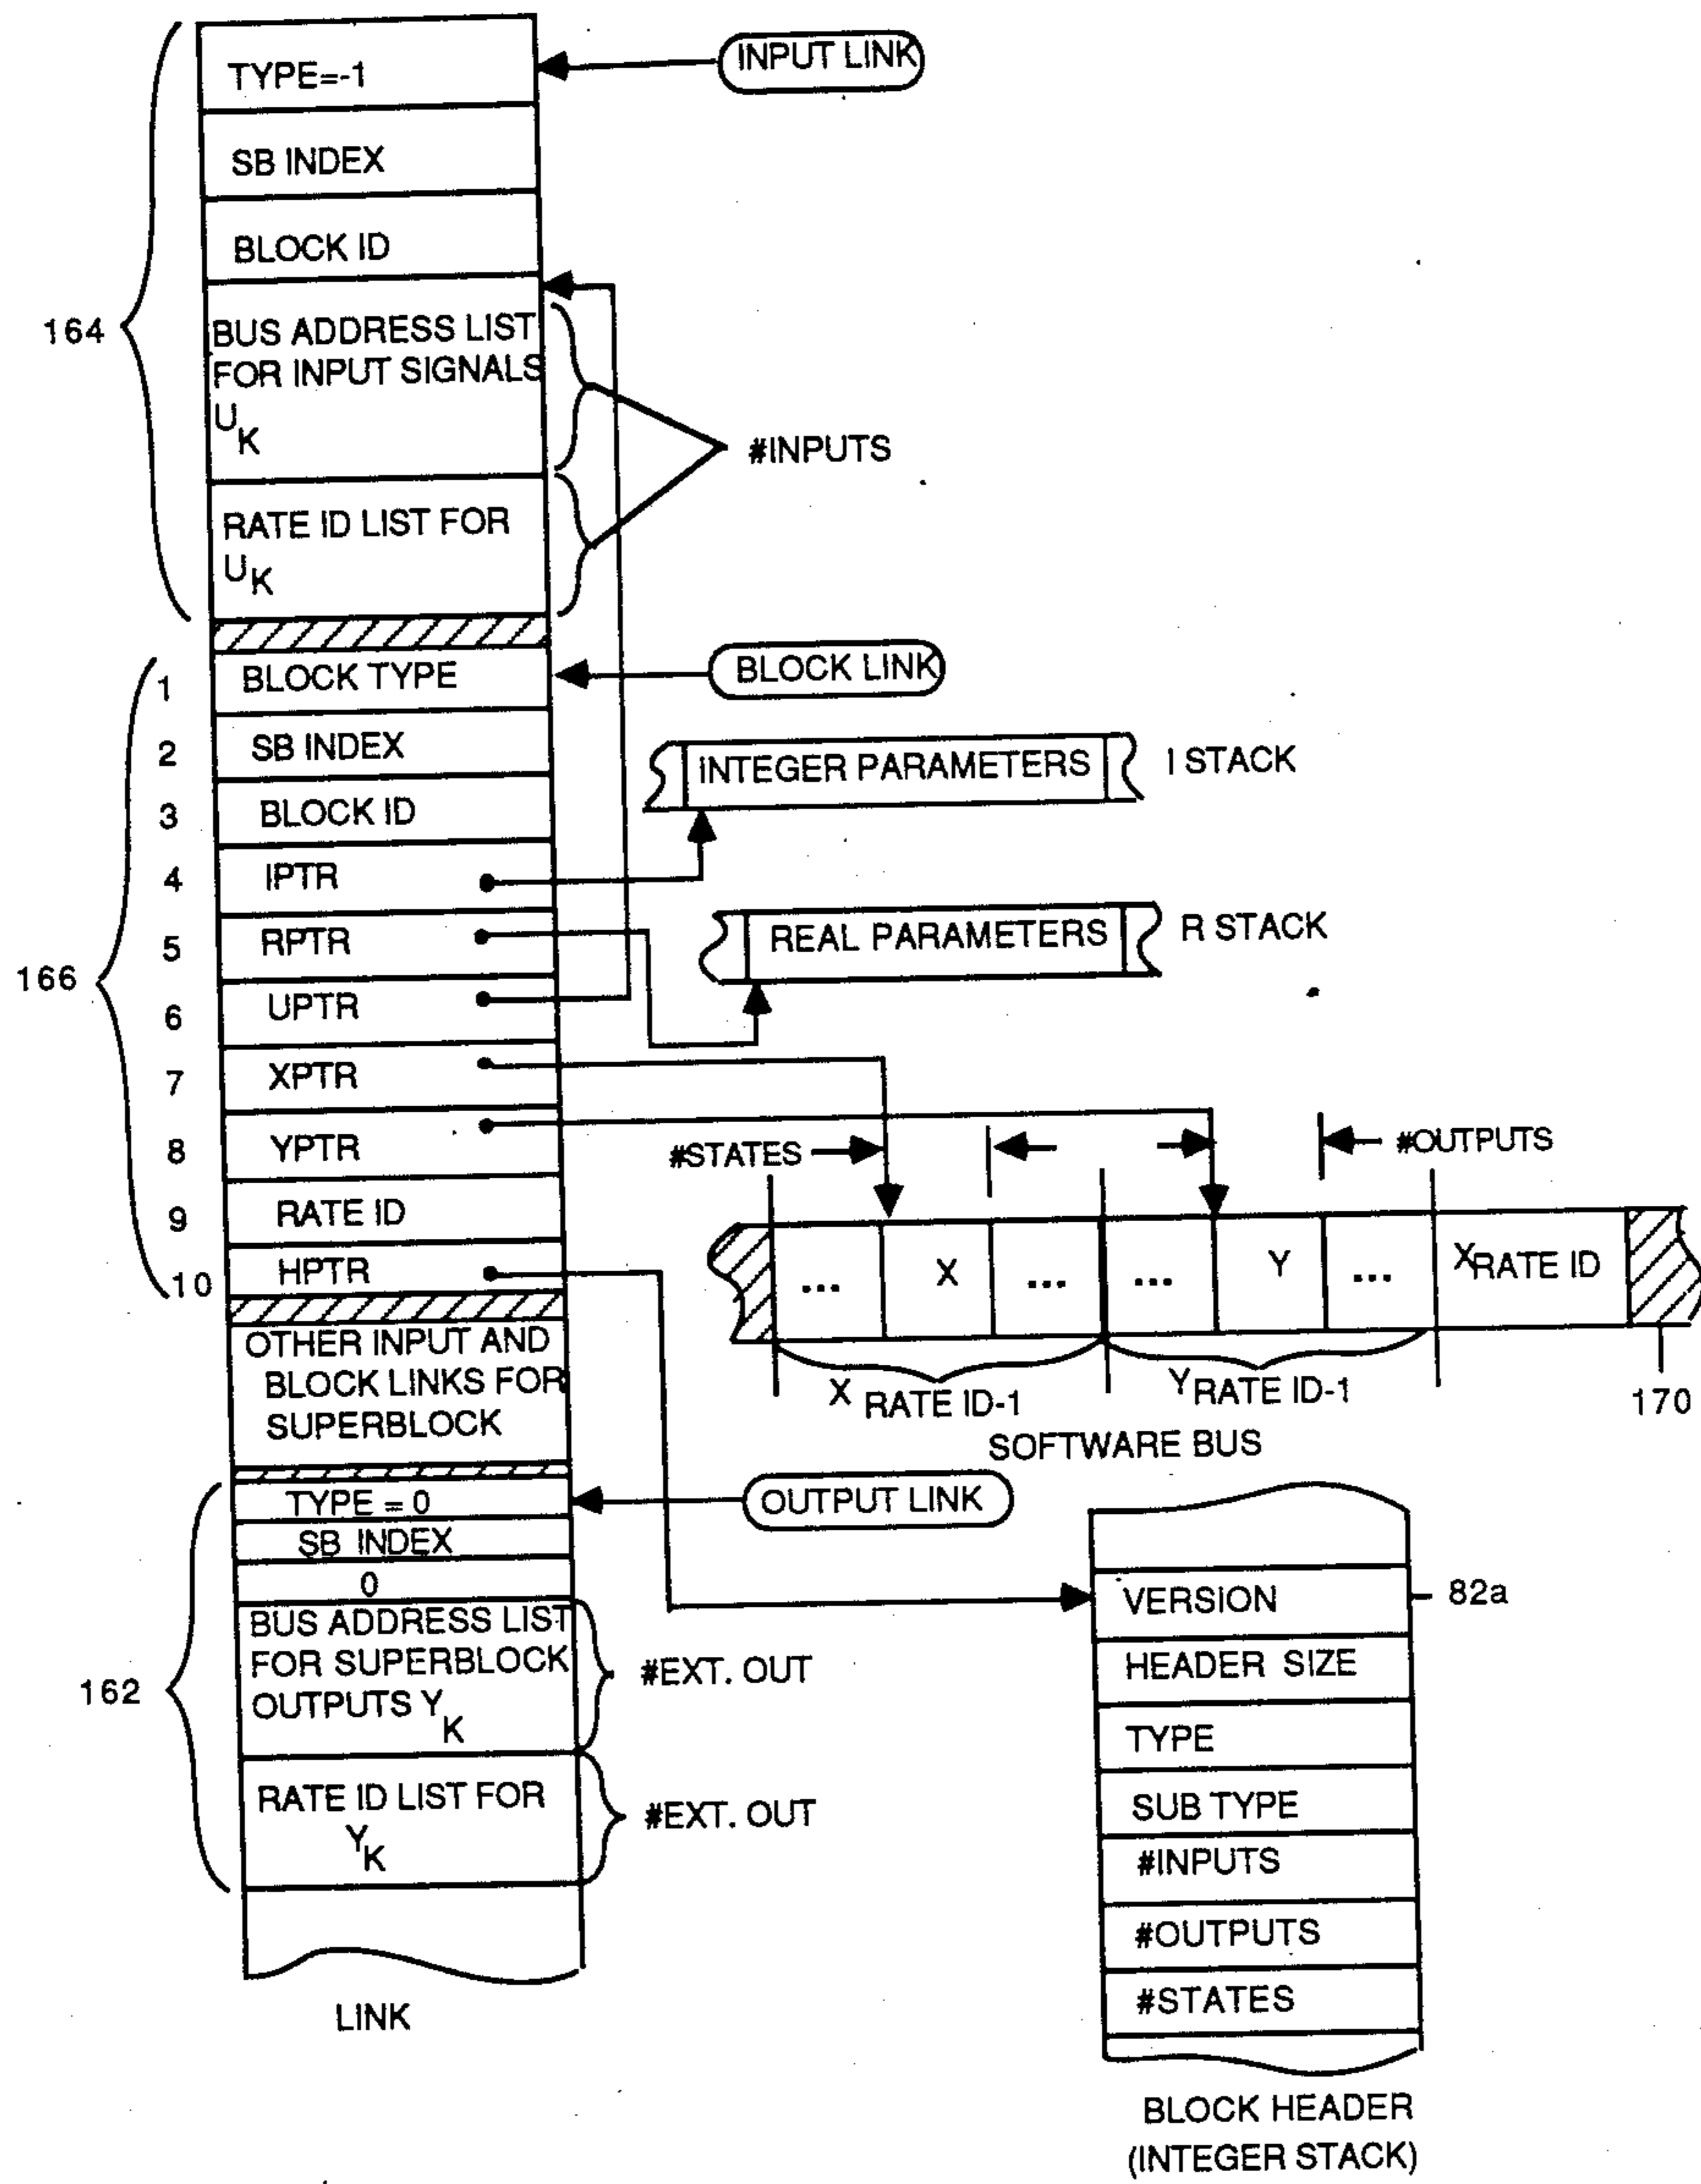 TYPE=-1
INPUT LINK
SB INDEX
BLOCK ID
164
BUS ADDRESS LIST
FOR INPUT SIGNALS
U K
#INPUTS
RATE ID LIST FOR
U K
1
BLOCK TYPE
BLOCK LINK
2
SB INDEX
INTEGER PARAMETERS
I STACK
3
BLOCK ID
4
IPTR
166
5
RPTR
REAL PARAMETERS
R STACK
6
UPTR
7
XPTR
8
YPTR
#STATES
#OUTPUTS
9
RATE ID
10
HPTR
... X ... ... Y ... X RATE ID
X RATE ID-1
Y RATE ID-1
170
SOFTWARE BUS
OTHER INPUT AND
BLOCK LINKS FOR
SUPERBLOCK
TYPE = 0
OUTPUT LINK
SB INDEX
0
162
BUS ADDRESS LIST
FOR SUPERBLOCK
OUTPUTS Y K
#EXT. OUT
RATE ID LIST FOR
Y K
#EXT. OUT
LINK
VERSION
82a
HEADER SIZE
TYPE
SUB TYPE
#INPUTS
#OUTPUTS
#STATES
BLOCK HEADER
(INTEGER STACK)